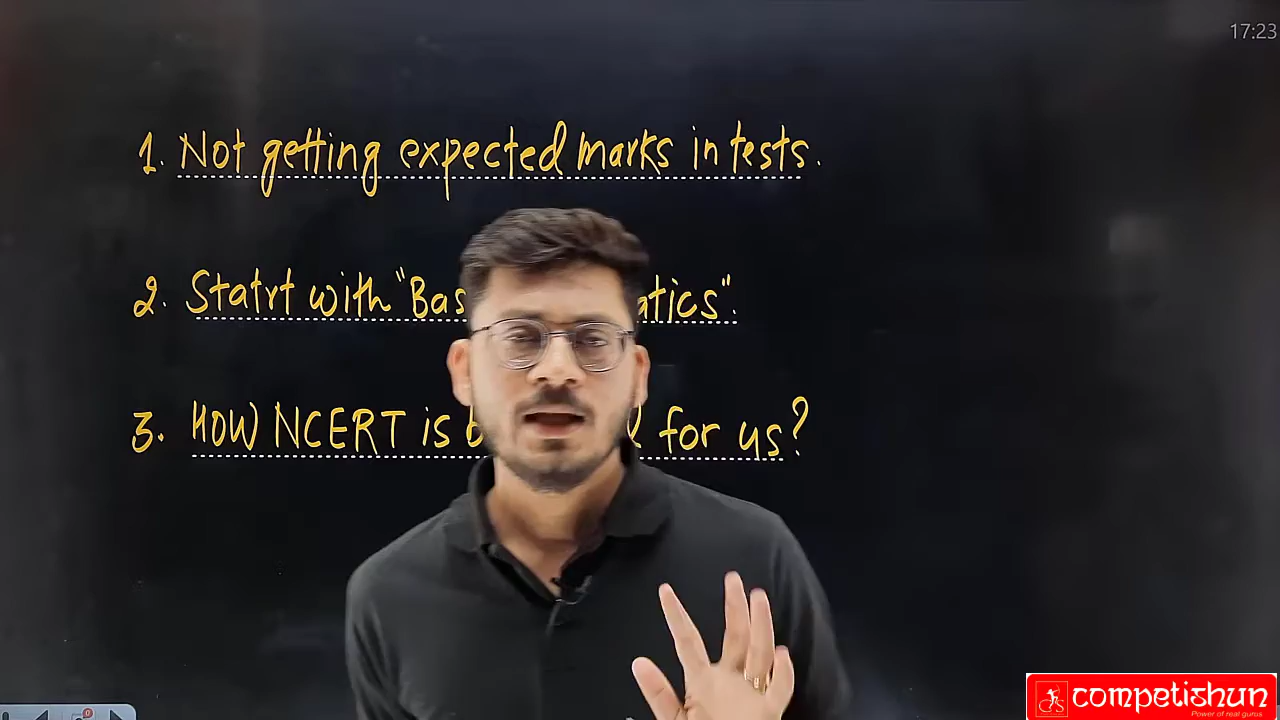 17:23
1. Not getting expected marks in tests.
2. Statrt with "Bas atics".
3. HOW NCERT is for us?
competishun
Power of real gurus